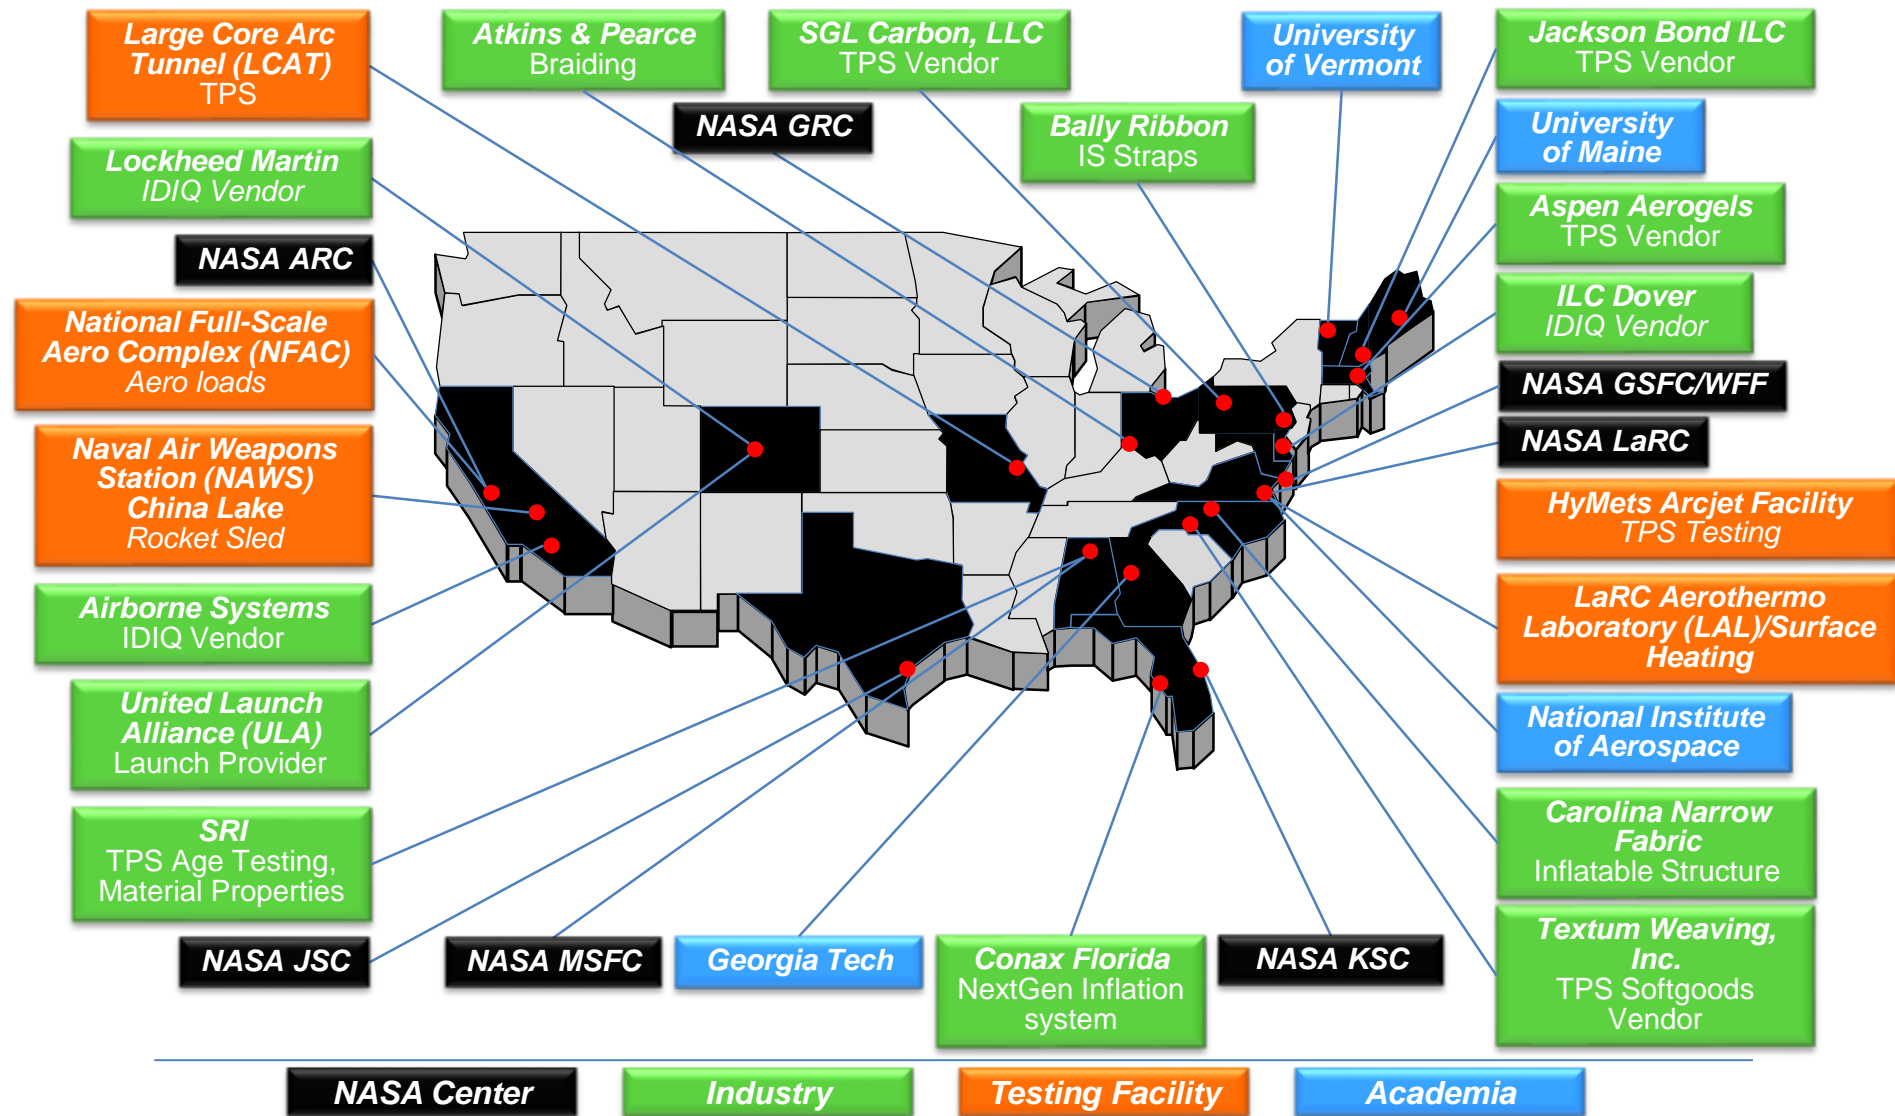 Large Core Arc
Tunnel (LCAT)
TPS
Atkins & Pearce
Braiding
SGL Carbon, LLC
TPS Vendor
University
of Vermont
Jackson Bond ILC
TPS Vendor
NASA GRC
Bally Ribbon
IS Straps
University
of Maine
Lockheed Martin
IDIQ Vendor
Aspen Aerogels
TPS Vendor
NASA ARC
ILC Dover
IDIQ Vendor
National Full-Scale
Aero Complex (NFAC)
Aero loads
NASA GSFC/WFF
NASA LaRC
Naval Air Weapons
Station (NAWS)
China Lake
Rocket Sled
HyMets Arcjet Facility
TPS Testing
Airborne Systems
IDIQ Vendor
LaRC Aerothermo
Laboratory (LAL)/Surface
Heating
United Launch
Alliance (ULA)
Launch Provider
National Institute
of Aerospace
SRI
TPS Age Testing,
Material Properties
Carolina Narrow
Fabric
Inflatable Structure
NASA JSC
NASA MSFC
Georgia Tech
Conax Florida
NextGen Inflation
system
NASA KSC
Textum Weaving,
Inc.
TPS Softgoods
Vendor
NASA Center
Industry
Testing Facility
Academia